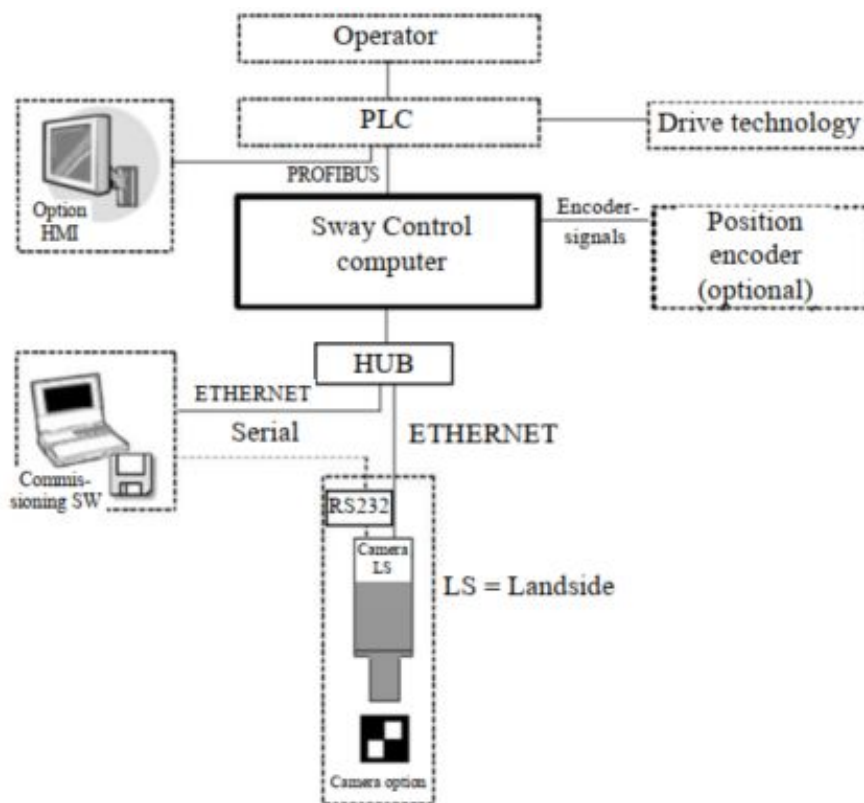 Operator
PLC
Drive technology
PROFIBUS
Option
HMI
Sway Control
computer
Encoder-
signals
Position
encoder
(optional)
HUB
ETHERNET
Serial
ETHERNET
Commis-
sioning SW
RS232
Camera
LS
LS = Landside
Camera option